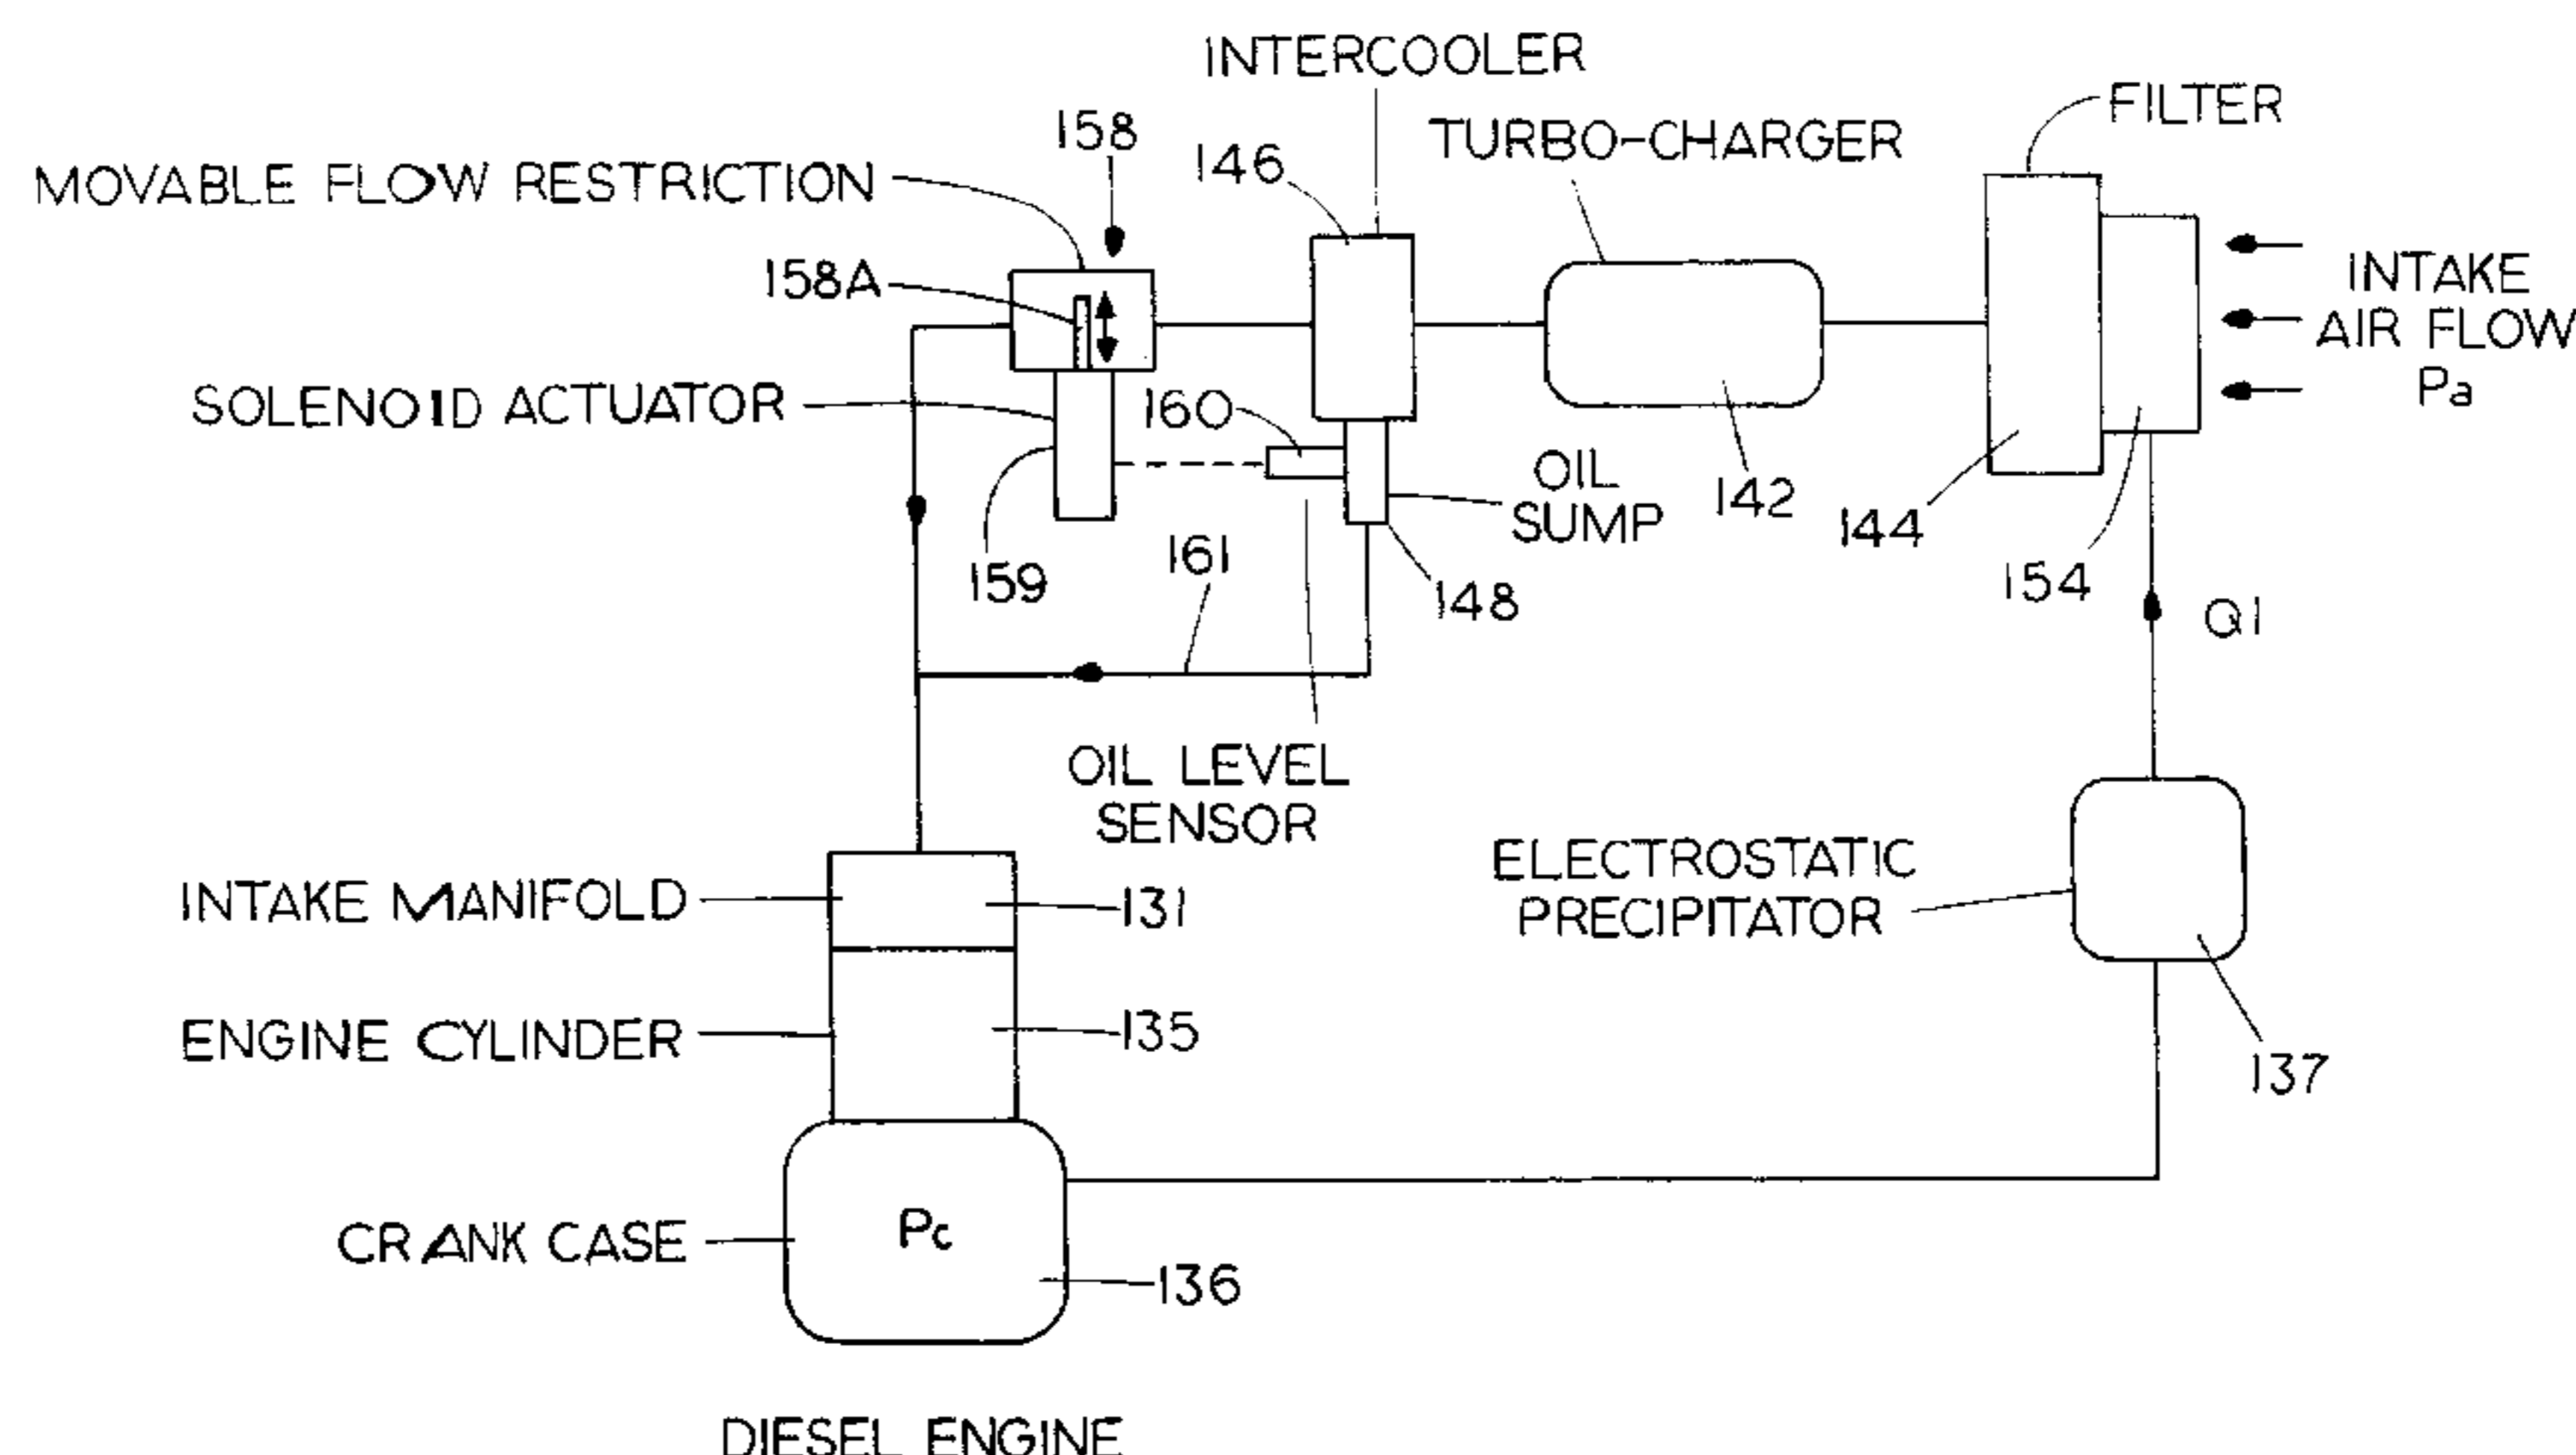 INTERCOOLER
FILTER
158
TURBO-CHARGER
146
MOVABLE FLOW RESTRICTION
158A
INTAKE
AIR FLOW
Pa
SOLENOID ACTUATOR
160
OIL
SUMP
142
144
159
161
148
154
Q1
OIL LEVEL
SENSOR
ELECTROSTATIC
PRECIPITATOR
INTAKE MANIFOLD
131
ENGINE CYLINDER
135
137
CRANK CASE
Pc
136
DIESEL ENGINE